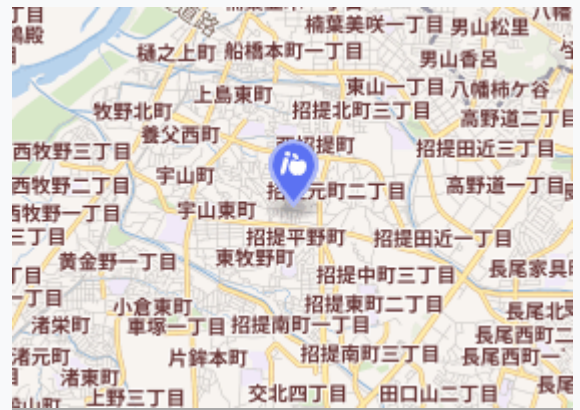 楠葉美咲一丁目
男山松里
樋之上町
船橋本町一丁目
男山香呂
東山一丁目
八幡柿ケ谷
上島東町
牧野北町
招提北町三丁目
高野道二丁
養父西町
西招提町
西牧野三丁目
招提田近三丁目
宇山町
西牧野二丁目
招提元町二丁目
高野道一丁目
西牧野一丁目
宇山東町
三丁目
招提平野町
招提田近一丁目
黄金野一丁目
東牧野町
招提中町三丁目
長尾家具町
丁目
小倉東町
招提東町二丁目
長尾北
渚栄町
車塚一丁目
招提南町一丁目
長尾西町二
渚元町
片鉾本町
招提南町三丁目
長尾西町一
渚東町
上野三丁目
交北四丁目
田口山二丁目
長尾